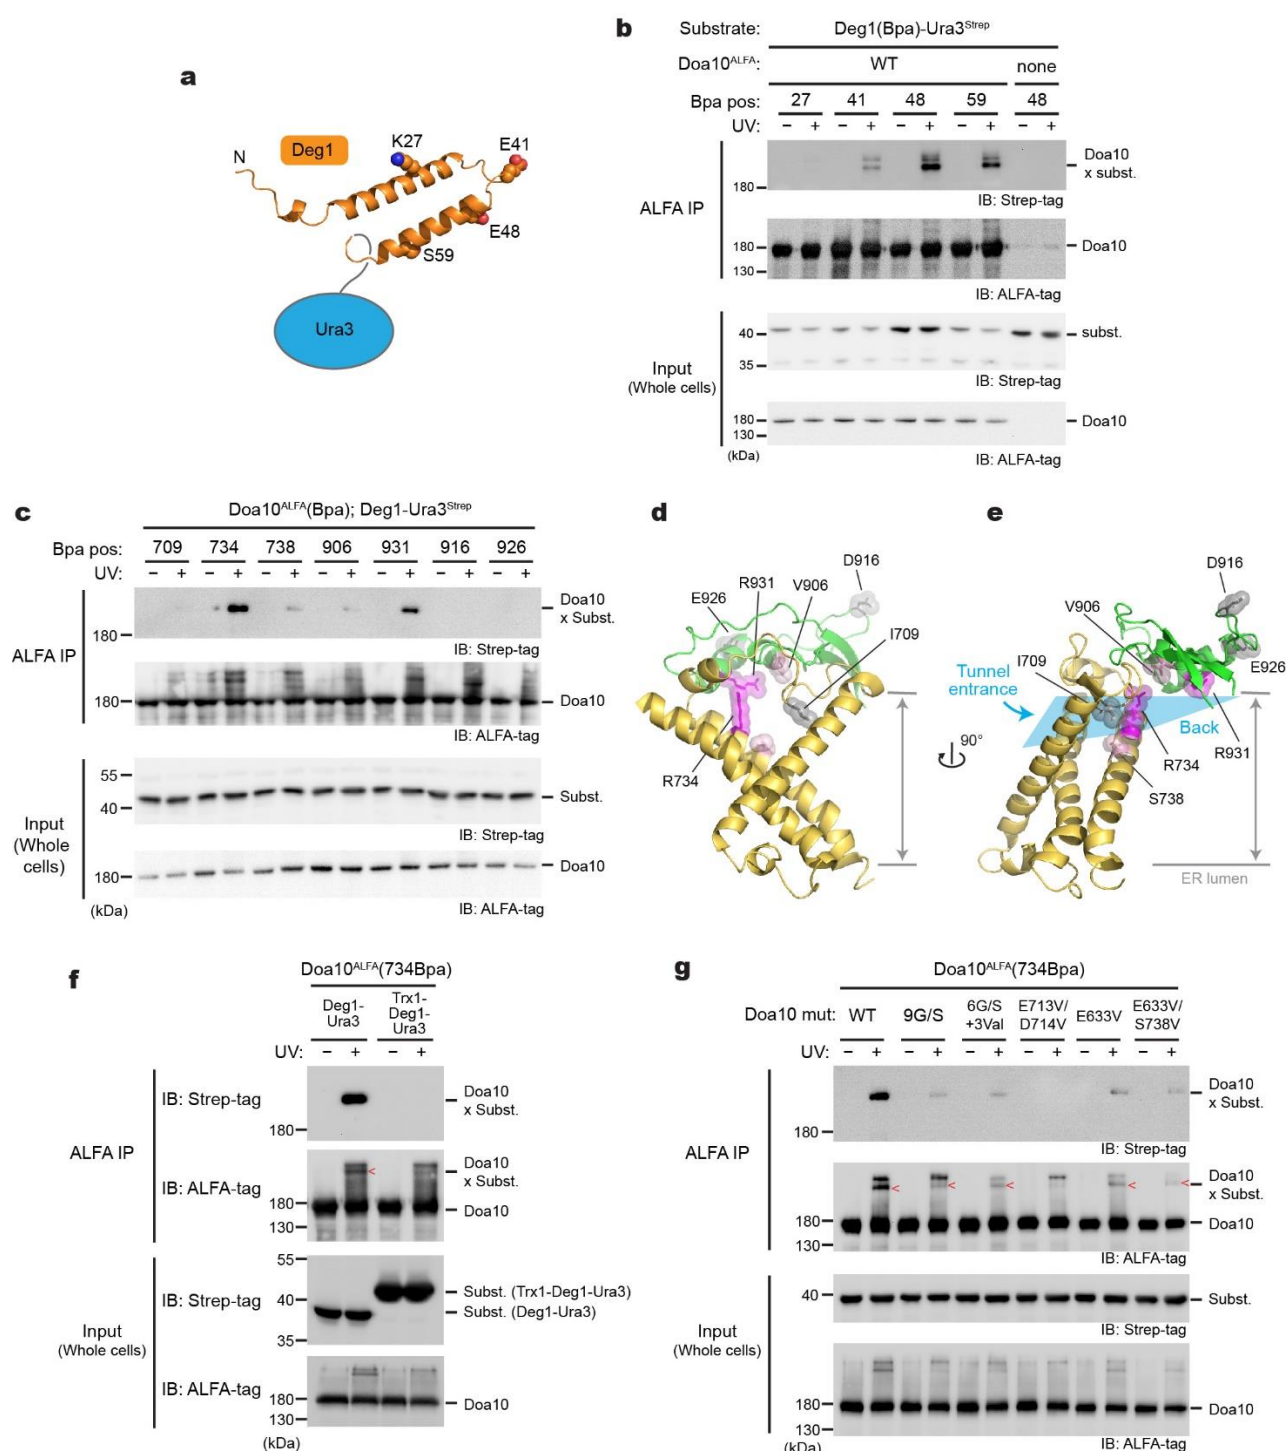 a
N
Deg1
K27
E41
E48
S59
Ura3
b
Substrate: Deg1(Bpa)-Ura3Strep
Doa10ALFA: WT none
Bpa pos: 27 41 48 59 48
UV: − + − + − + − + − +
ALFA IP
Doa10
x subst.
180
IB: Strep-tag
180
130
Doa10
IB: ALFA-tag
Input
(Whole cells)
40
35
subst.
IB: Strep-tag
180
130
(kDa)
Doa10
IB: ALFA-tag
c
Doa10ALFA(Bpa); Deg1-Ura3Strep
Bpa pos: 709 734 738 906 931 916 926
UV: − + − + − + − + − + − + − +
ALFA IP
Doa10
x Subst.
180
IB: Strep-tag
180
Doa10
IB: ALFA-tag
Input
(Whole
cells)
55
40
Subst.
IB: Strep-tag
180
(kDa)
Doa10
IB: ALFA-tag
d
D916
R931
V906
E926
I709
R734
90°
e
D916
V906
I709
E926
Tunnel
entrance
Back
R931
R734
S738
ER lumen
f
Doa10ALFA(734Bpa)
Deg1-
Ura3
Trx1-
Deg1-
Ura3
UV: − + − +
ALFA IP
IB: Strep-tag
Doa10
x Subst.
180
IB: ALFA-tag
<
Doa10
x Subst.
180
130
Doa10
Input
(Whole cells)
IB: Strep-tag
55
40
35
Subst. (Trx1-Deg1-Ura3)
Subst. (Deg1-Ura3)
IB: ALFA-tag
180
130
(kDa)
Doa10
g
Doa10ALFA(734Bpa)
Doa10 mut: WT 9G/S 6G/S
+3Val E713V/
D714V E633V E633V/
S738V
UV: − + − + − + − + − + − +
ALFA IP
Doa10
x Subst.
180
IB: Strep-tag
< < < < <
Doa10
x Subst.
180
130
Doa10
IB: ALFA-tag
Input
(Whole cells)
40
Subst.
IB: Strep-tag
180
130
(kDa)
Doa10
IB: ALFA-tag